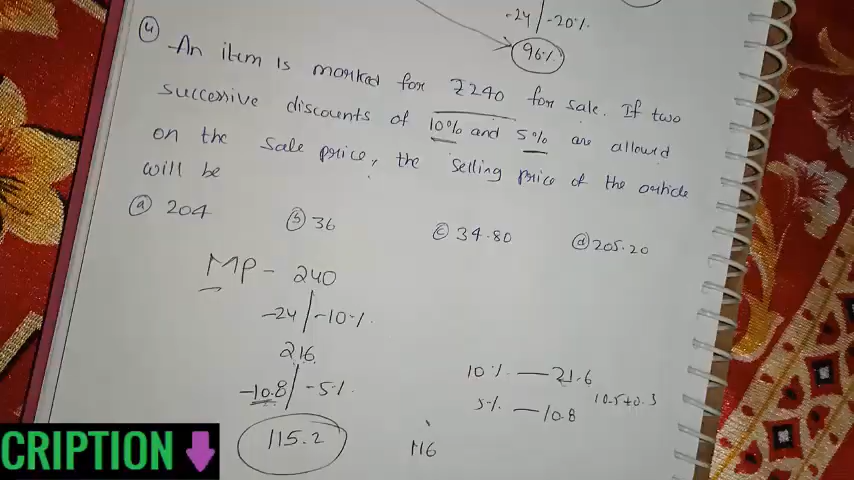 -24 | -20%.
96%
4 An item is marked for ₹240 for sale. If two
successive discounts of 10% and 5% are allowed
on the sale price, the selling price of the article
will be
a 204
b 36
c 34.80
d 205.20
MP - 240
-24 | -10%.
216
-10.8 | -5%.
115.2
10% — 21.6
5% — 10.8
10.5+0.3
116
CRIPTION